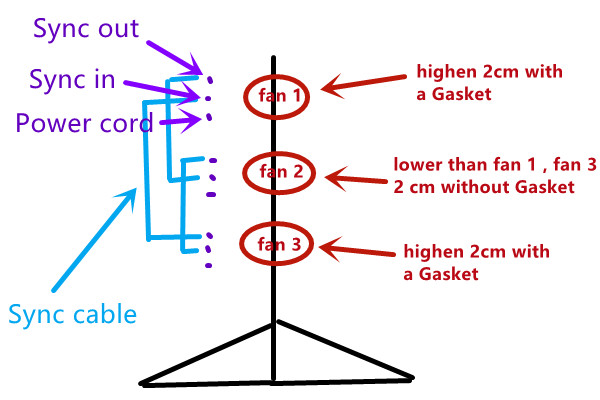 Sync out
Sync in
Power cord
Sync cable
fan 1
fan 2
fan 3
highen 2cm with
a Gasket
lower than fan 1 , fan 3
2 cm without Gasket
highen 2cm with
a Gasket